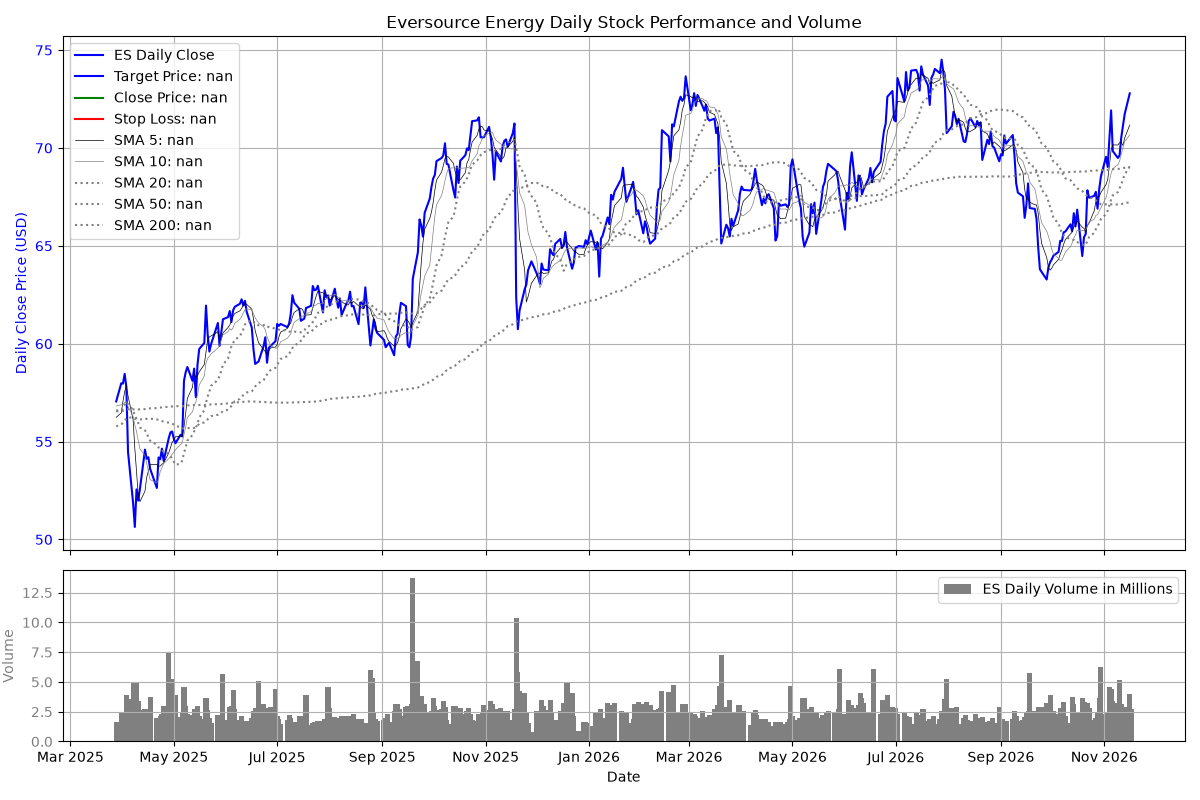 Eversource Energy Daily Stock Performance and Volume
75
70
65
60
55
50
Daily Close Price (USD)
ES Daily Close
Target Price: nan
Close Price: nan
Stop Loss: nan
SMA 5: nan
SMA 10: nan
SMA 20: nan
SMA 50: nan
SMA 200: nan
12.5
10.0
7.5
5.0
2.5
0.0
Volume
ES Daily Volume in Millions
Mar 2025 May 2025 Jul 2025 Sep 2025 Nov 2025 Jan 2026 Mar 2026 May 2026 Jul 2026 Sep 2026 Nov 2026
Date